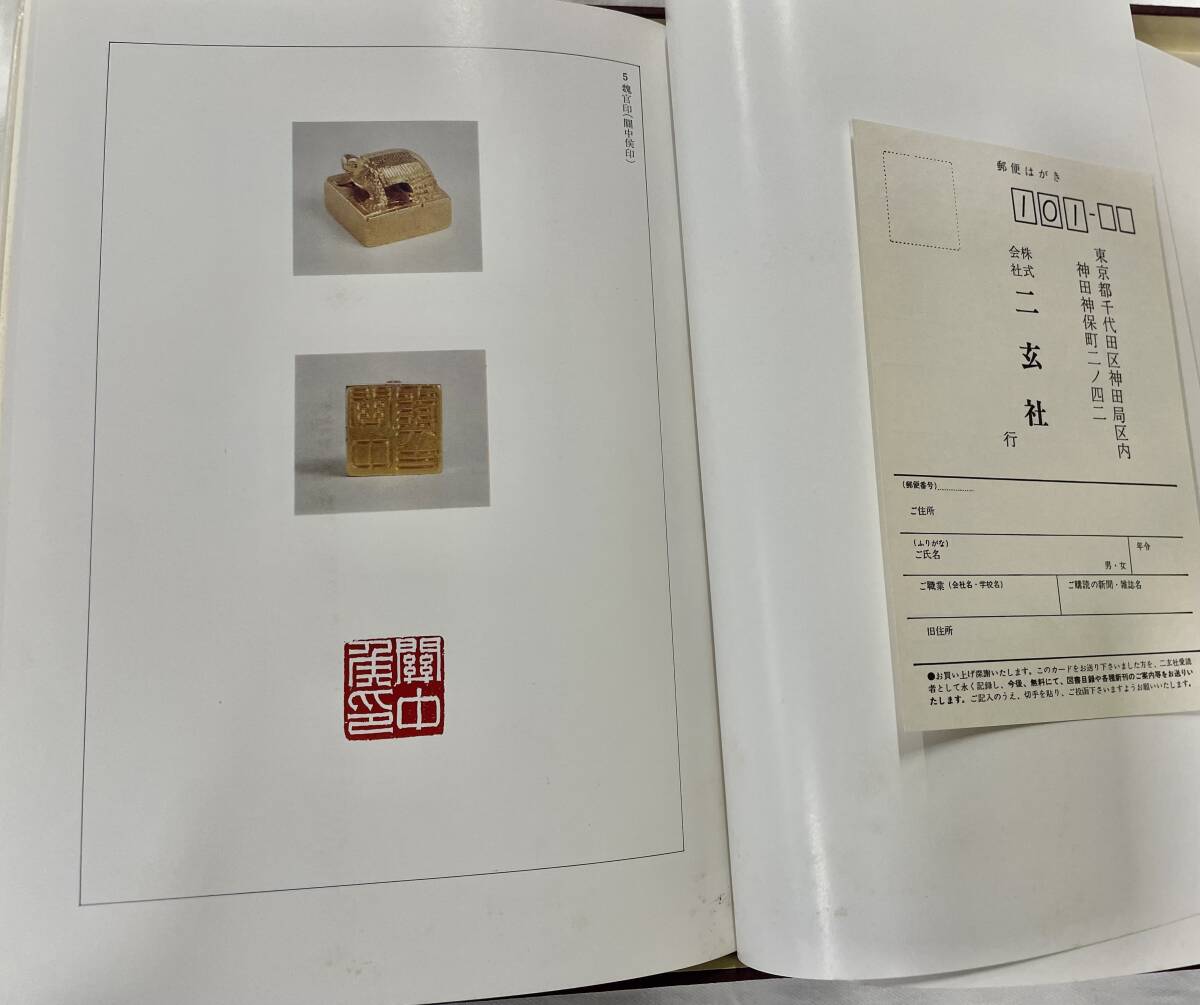 5 魏官印(關中侯印)
關中
侯印
郵便はがき
101-
東京都千代田区神田局区内
神田神保町二ノ四二
株式
会社
二玄社
行
(郵便番号)
ご住所
(ふりがな)
ご氏名
男・女
年令
ご職業(会社名・学校名)
ご購読の新聞・雑誌名
旧住所
●お買い上げ深謝いたします。このカードをお送り下さいました方を、二玄社愛読
者として永く記録し、今後、無料にて、図書目録や各種新刊のご案内等をお送りい
たします。ご記入のうえ、切手を貼り、ご投函下さいますようお願いいたします。